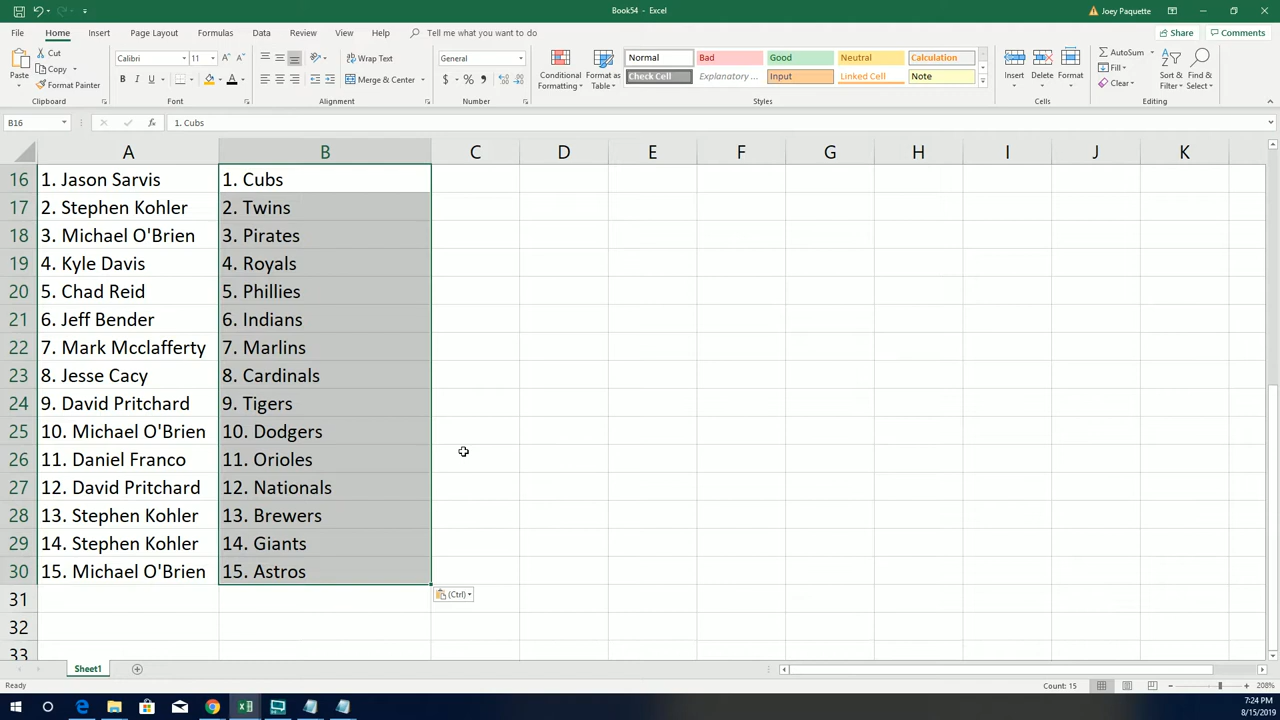 Book54 - Excel
Joey Paquette
File Home Insert Page Layout Formulas Data Review View Help Tell me what you want to do
Share Comments
Paste Cut Copy Format Painter
Clipboard
Calibri 11
B I U A
Font
Wrap Text
Merge & Center
Alignment
General
$ % ,
Number
Conditional Formatting Format as Table
Normal Bad Good Neutral Calculation
Check Cell Explanatory ... Input Linked Cell Note
Styles
Insert Delete Format
Cells
AutoSum Fill Clear Sort & Filter Find & Select
Editing
B16 fx 1. Cubs
A B C D E F G H I J K
16 1. Jason Sarvis 1. Cubs
17 2. Stephen Kohler 2. Twins
18 3. Michael O'Brien 3. Pirates
19 4. Kyle Davis 4. Royals
20 5. Chad Reid 5. Phillies
21 6. Jeff Bender 6. Indians
22 7. Mark Mcclafferty 7. Marlins
23 8. Jesse Cacy 8. Cardinals
24 9. David Pritchard 9. Tigers
25 10. Michael O'Brien 10. Dodgers
26 11. Daniel Franco 11. Orioles
27 12. David Pritchard 12. Nationals
28 13. Stephen Kohler 13. Brewers
29 14. Stephen Kohler 14. Giants
30 15. Michael O'Brien 15. Astros
(Ctrl)
31
32
33
Sheet1
Ready Count: 15 208%
7:24 PM
8/15/2019